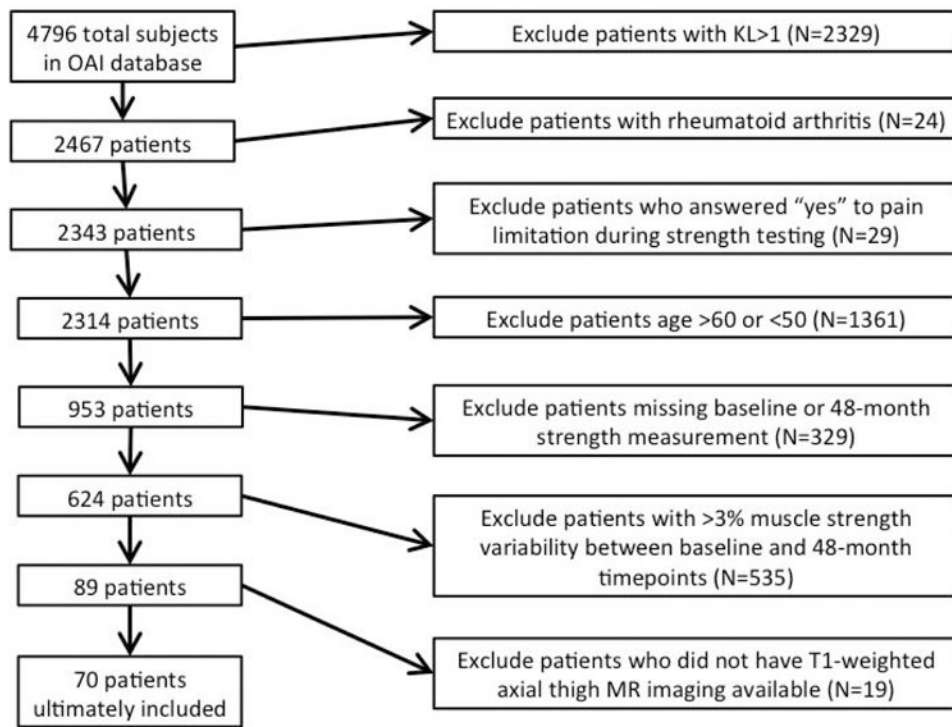 4796 total subjects
in OAI database
Exclude patients with KL>1 (N=2329)
2467 patients
Exclude patients with rheumatoid arthritis (N=24)
2343 patients
Exclude patients who answered “yes” to pain
limitation during strength testing (N=29)
2314 patients
Exclude patients age >60 or <50 (N=1361)
953 patients
Exclude patients missing baseline or 48-month
strength measurement (N=329)
624 patients
Exclude patients with >3% muscle strength
variability between baseline and 48-month
timepoints (N=535)
89 patients
Exclude patients who did not have T1-weighted
axial thigh MR imaging available (N=19)
70 patients
ultimately included